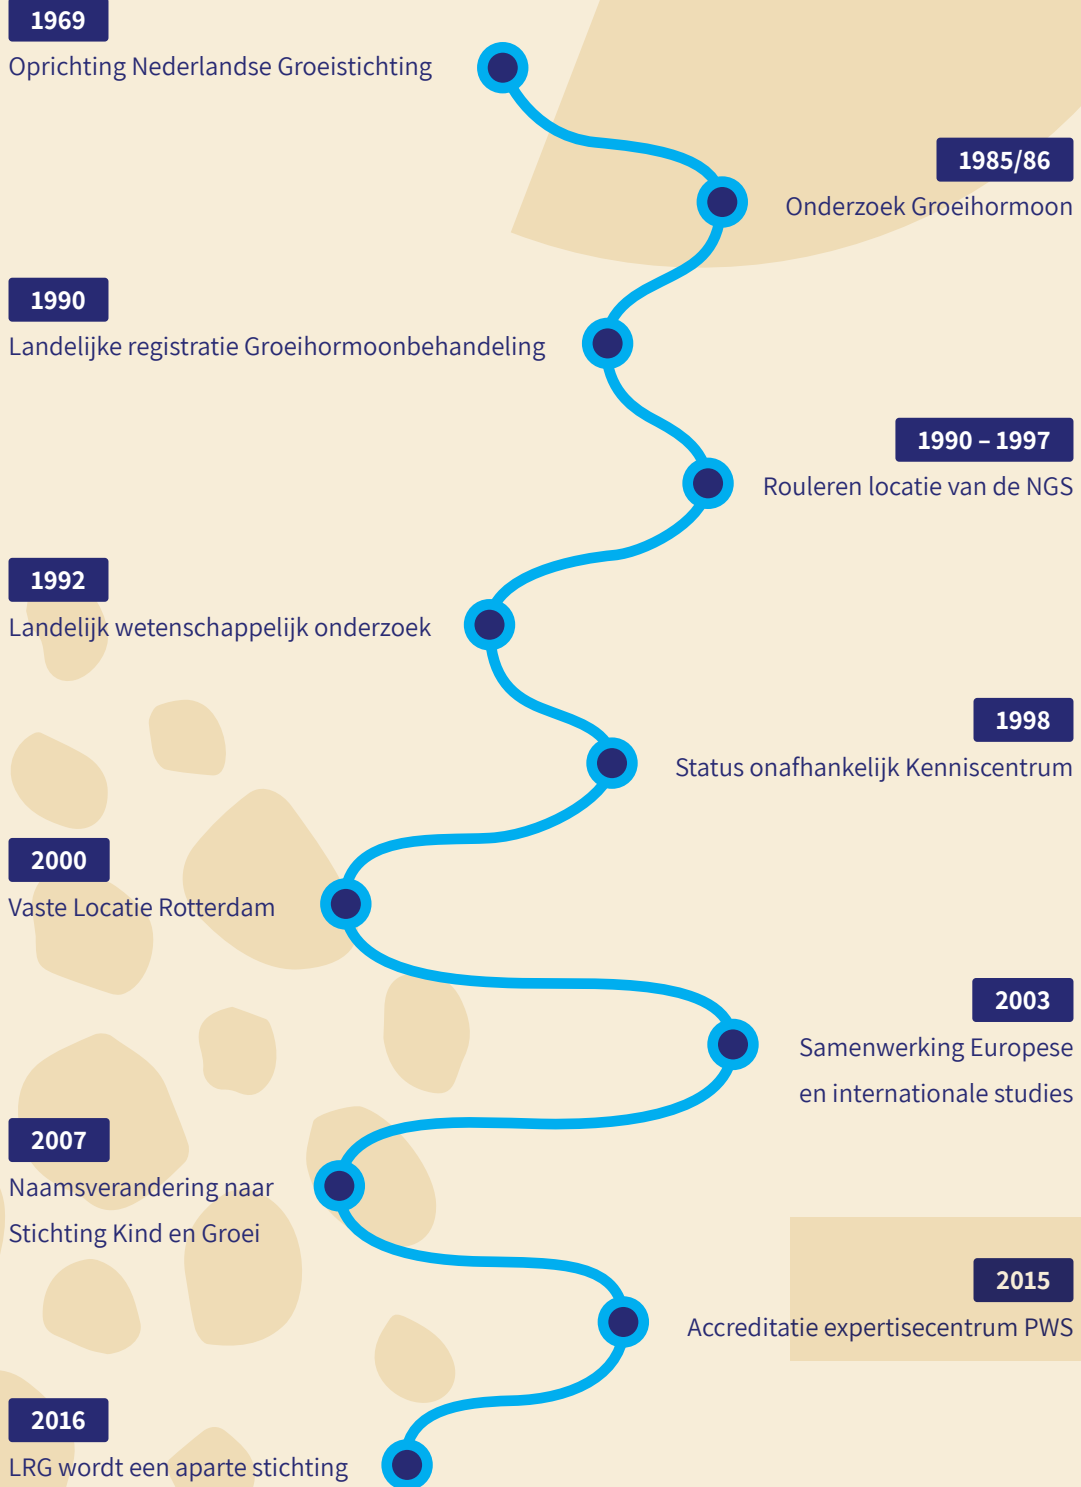 1969
Oprichting Nederlandse Groeistichting
1985/86
Onderzoek Groeihormoon
1990
Landelijke registratie Groeihormoonbehandeling
1990 – 1997
Rouleren locatie van de NGS
1992
Landelijk wetenschappelijk onderzoek
1998
Status onafhankelijk Kenniscentrum
2000
Vaste Locatie Rotterdam
2003
Samenwerking Europese
en internationale studies
2007
Naamsverandering naar
Stichting Kind en Groei
2015
Accreditatie expertisecentrum PWS
2016
LRG wordt een aparte stichting